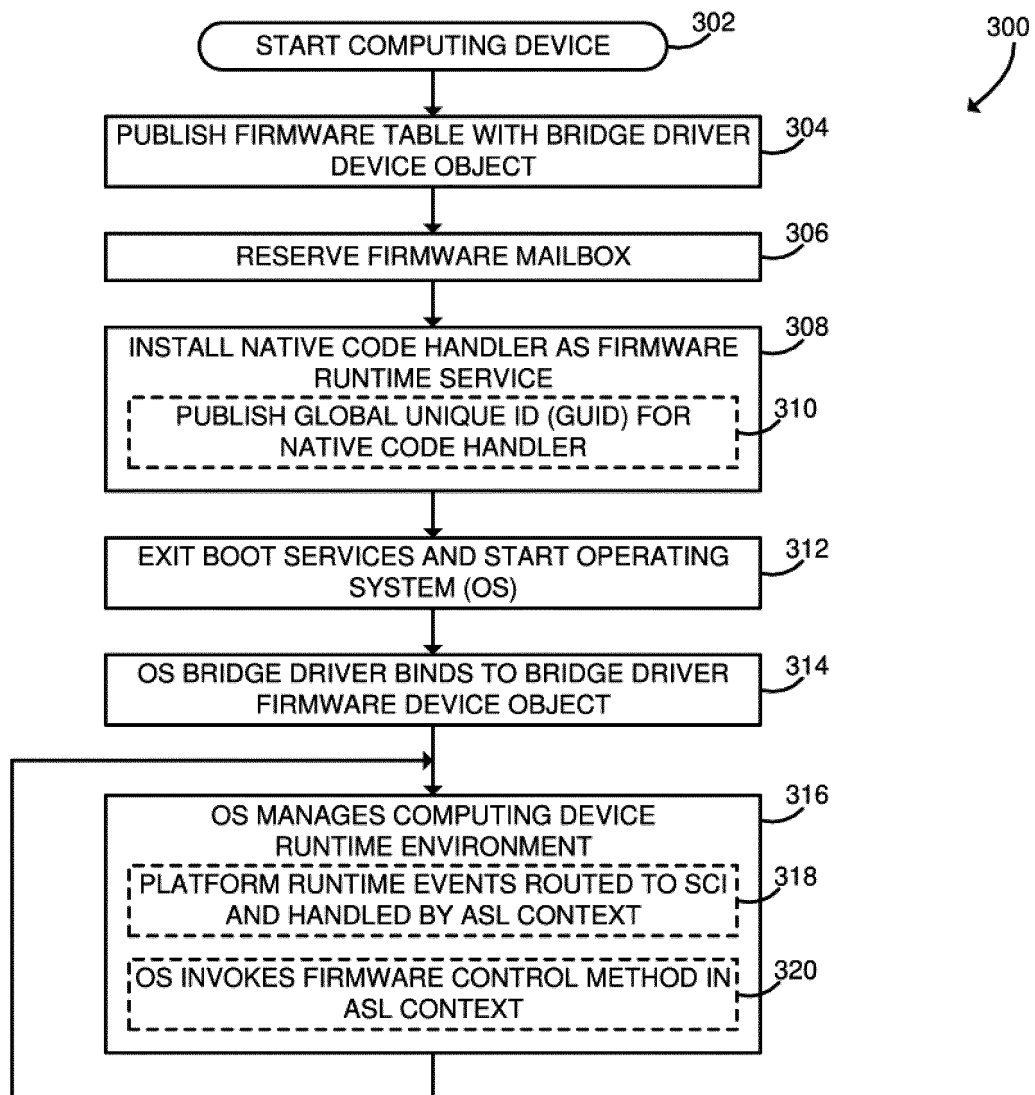 300
START COMPUTING DEVICE
302
PUBLISH FIRMWARE TABLE WITH BRIDGE DRIVER
DEVICE OBJECT
304
RESERVE FIRMWARE MAILBOX
306
INSTALL NATIVE CODE HANDLER AS FIRMWARE
RUNTIME SERVICE
308
PUBLISH GLOBAL UNIQUE ID (GUID) FOR
NATIVE CODE HANDLER
310
EXIT BOOT SERVICES AND START OPERATING
SYSTEM (OS)
312
OS BRIDGE DRIVER BINDS TO BRIDGE DRIVER
FIRMWARE DEVICE OBJECT
314
OS MANAGES COMPUTING DEVICE
RUNTIME ENVIRONMENT
316
PLATFORM RUNTIME EVENTS ROUTED TO SCI
AND HANDLED BY ASL CONTEXT
318
OS INVOKES FIRMWARE CONTROL METHOD IN
ASL CONTEXT
320